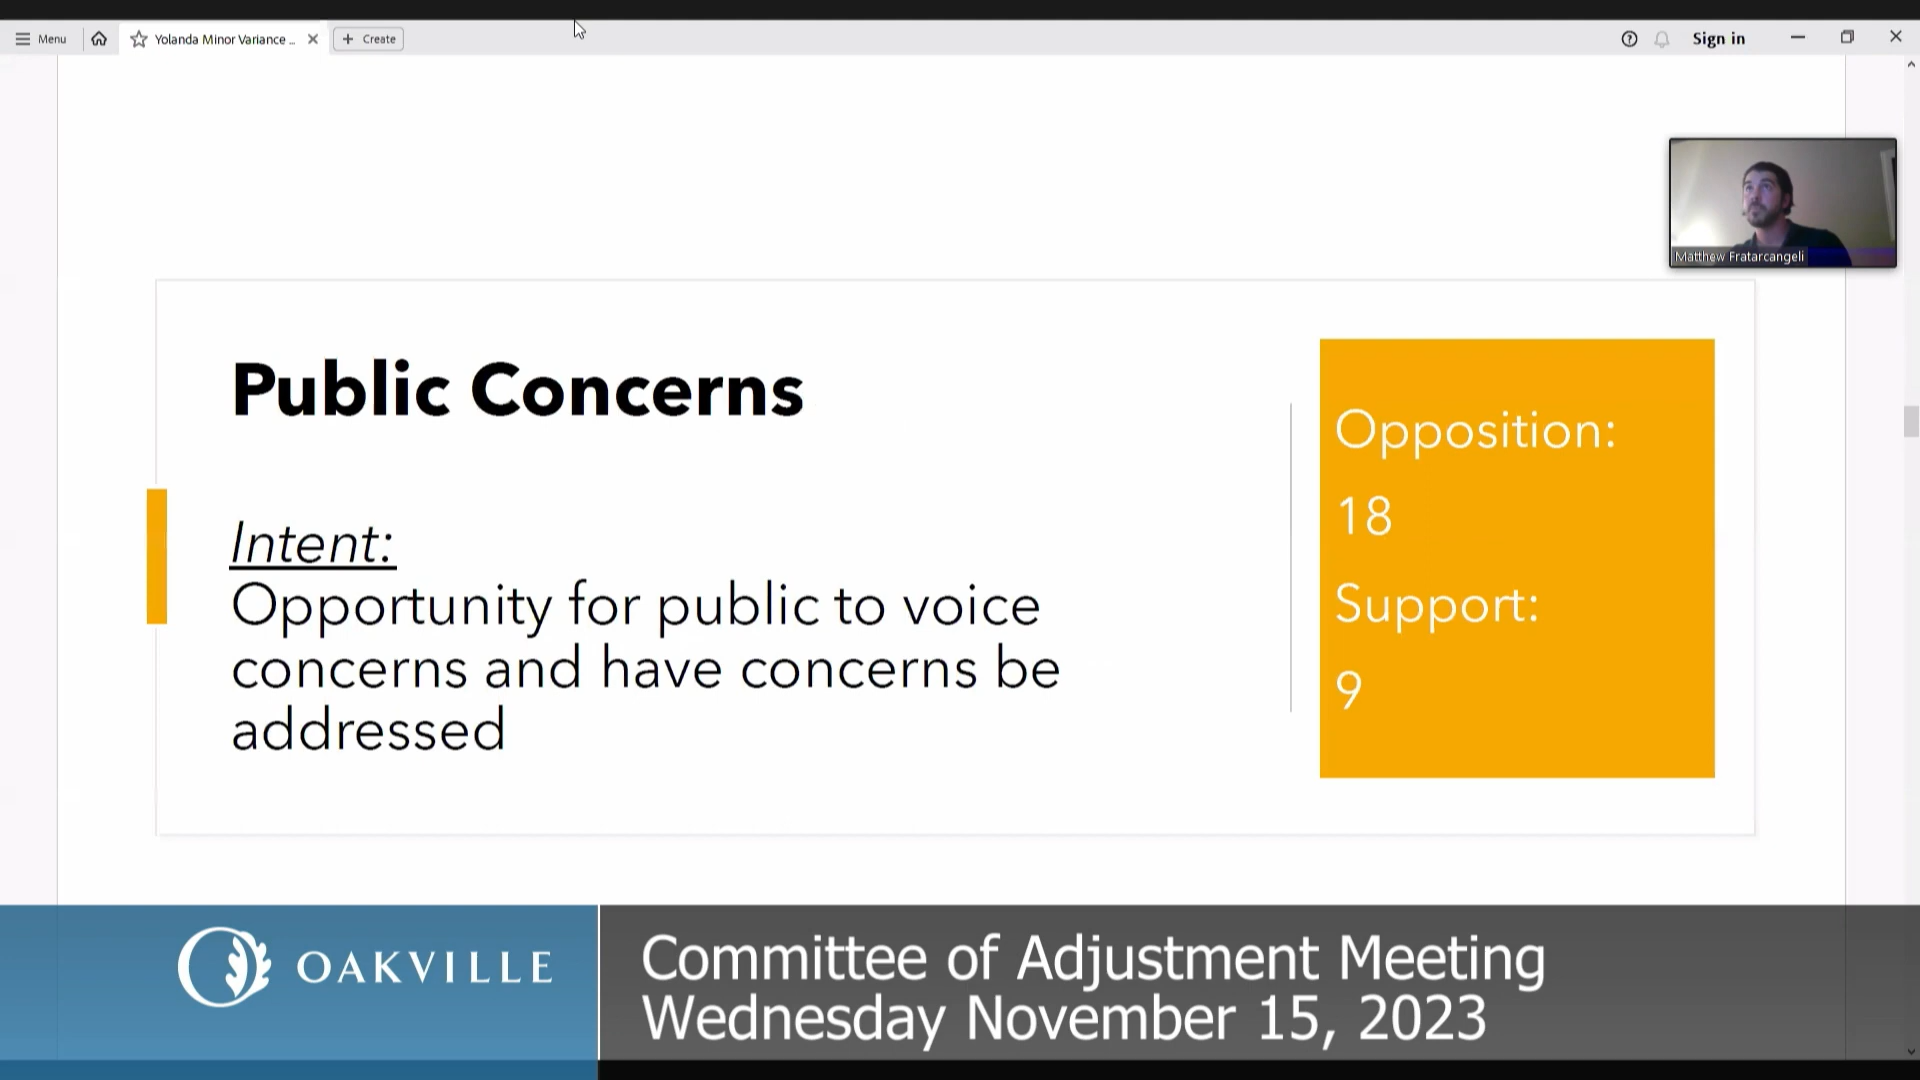 Menu
Yolanda Minor Variance ...
Create
Sign in
Matthew Fratarcangeli
Public Concerns
Intent:
Opportunity for public to voice
concerns and have concerns be
addressed
Opposition:
18
Support:
9
OAKVILLE
Committee of Adjustment Meeting
Wednesday November 15, 2023